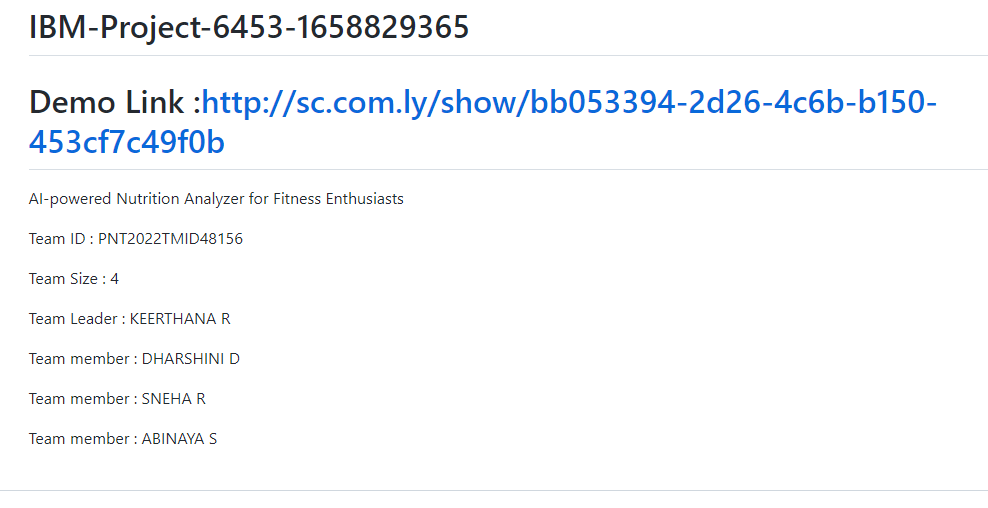 IBM-Project-6453-1658829365
Demo Link :http://sc.com.ly/show/bb053394-2d26-4c6b-b150-
453cf7c49f0b
AI-powered Nutrition Analyzer for Fitness Enthusiasts
Team ID : PNT2022TMID48156
Team Size : 4
Team Leader : KEERTHANA R
Team member : DHARSHINI D
Team member : SNEHA R
Team member : ABINAYA S